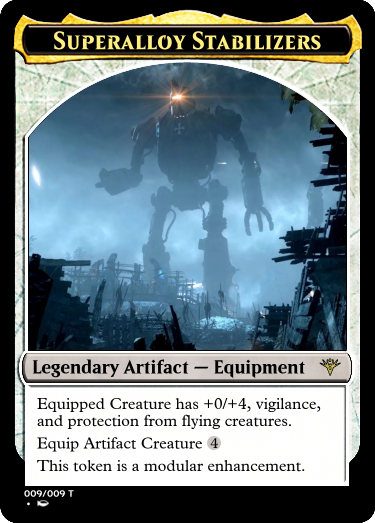 Superalloy Stabilizers
Legendary Artifact — Equipment
Equipped Creature has +0/+4, vigilance,
and protection from flying creatures.
Equip Artifact Creature 4
This token is a modular enhancement.
009/009 T